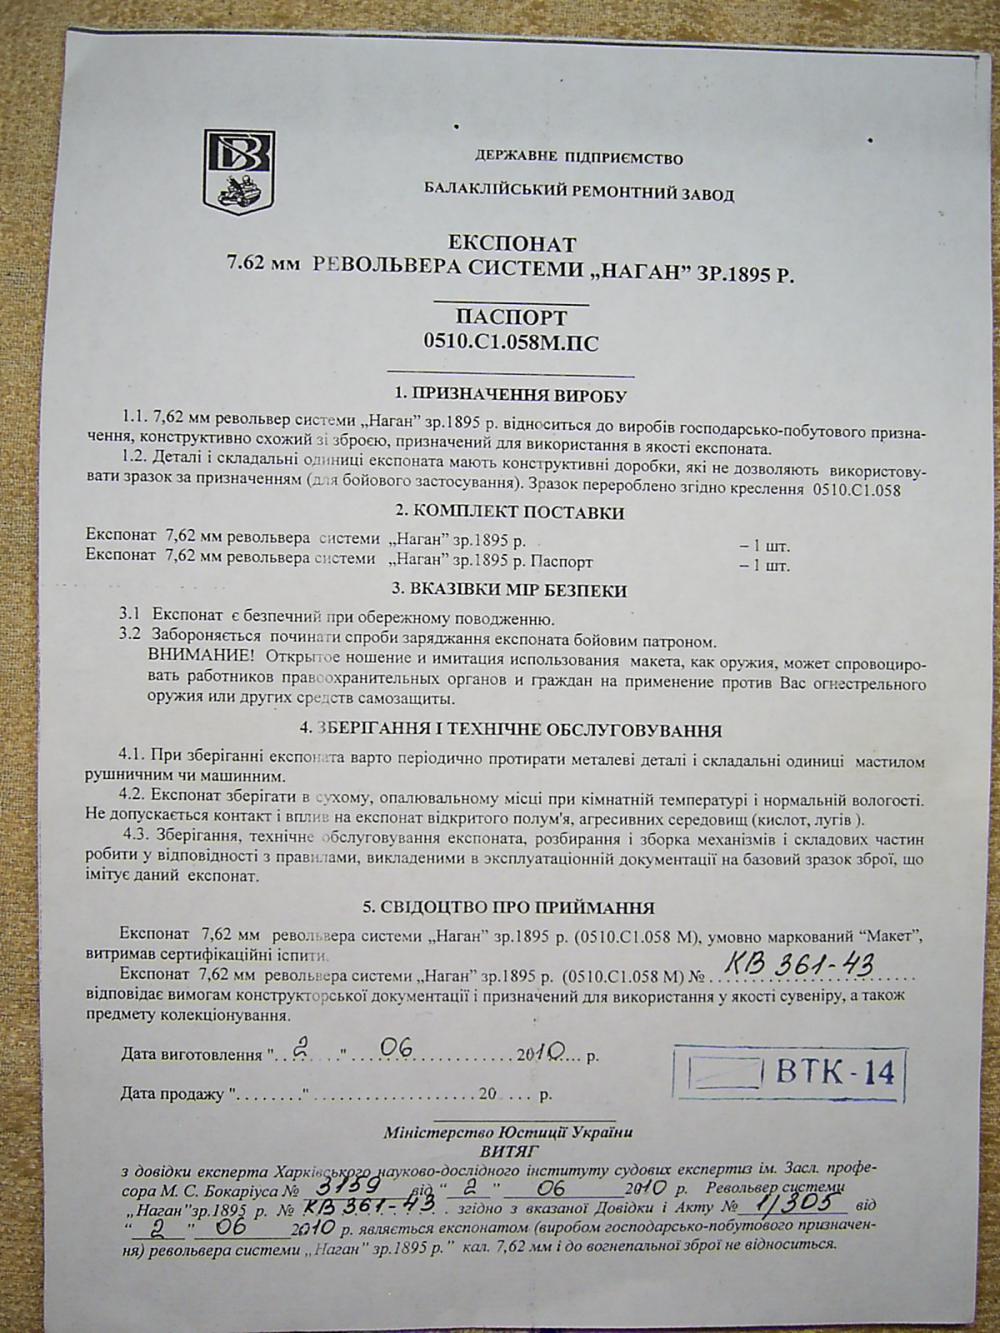 ДЕРЖАВНЕ ПІДПРИЄМСТВО
БАЛАКЛІЙСЬКИЙ РЕМОНТНИЙ ЗАВОД
ЕКСПОНАТ
7.62 мм РЕВОЛЬВЕРА СИСТЕМИ „НАГАН” ЗР.1895 Р.
ПАСПОРТ
0510.С1.058М.ПС
1. ПРИЗНАЧЕННЯ ВИРОБУ
1.1. 7,62 мм револьвер системи „Наган” зр.1895 р. відноситься до виробів господарсько-побутового призна-
чення, конструктивно схожий зі зброєю, призначений для використання в якості експоната.
1.2. Деталі і складальні одиниці експоната мають конструктивні доробки, які не дозволяють використову-
вати зразок за призначенням (для бойового застосування). Зразок перероблено згідно креслення 0510.С1.058
2. КОМПЛЕКТ ПОСТАВКИ
Експонат 7,62 мм револьвера системи „Наган” зр.1895 р. – 1 шт.
Експонат 7,62 мм револьвера системи „Наган” зр.1895 р. Паспорт – 1 шт.
3. ВКАЗІВКИ МІР БЕЗПЕКИ
3.1 Експонат є безпечний при обережному поводженню.
3.2 Забороняється починати спроби заряджання експоната бойовим патроном.
ВНИМАНИЕ! Открытое ношение и имитация использования макета, как оружия, может спровоциро-
вать работников правоохранительных органов и граждан на применение против Вас огнестрельного
оружия или других средств самозащиты.
4. ЗБЕРІГАННЯ І ТЕХНІЧНЕ ОБСЛУГОВУВАННЯ
4.1. При зберіганні експоната варто періодично протирати металеві деталі і складальні одиниці мастилом
рушничним чи машинним.
4.2. Експонат зберігати в сухому, опалювальному місці при кімнатній температурі і нормальній вологості.
Не допускається контакт і вплив на експонат відкритого полум'я, агресивних середовищ (кислот, лугів ).
4.3. Зберігання, технічне обслуговування експоната, розбирання і зборка механізмів і складових частин
робити у відповідності з правилами, викладеними в эксплуатаціонній документації на базовий зразок зброї, що
імітує даний експонат.
5. СВІДОЦТВО ПРО ПРИЙМАННЯ
Експонат 7,62 мм револьвера системи „Наган” зр.1895 р. (0510.С1.058 М), умовно маркований “Макет”,
витримав сертифікаційні іспити.
Експонат 7,62 мм револьвера системи „Наган” зр.1895 р. (0510.С1.058 М) № КВ 361-43
відповідає вимогам конструкторської документації і призначений для використання у якості сувеніру, а також
предмету колекціонування.
Дата виготовлення "..2....."...06..............2010.... р.
ВТК - 14
Дата продажу "........"......................20 .... р.
Міністерство Юстиції України
ВИТЯГ
з довідки експерта Харківського науково-дослідного інституту судових експертиз ім. Засл. профе-
сора М. С. Бокаріуса № 3159 від “ 2 ” 06 2010 р. Револьвер системи
„Наган”зр.1895 р. № КВ 361-43 . згідно з вказаної Довідки і Акту № 1/305 від
“ 2 ” 06 2010 р. являється експонатом (виробом господарсько-побутового призначен-
ня) револьвера системи „Наган” зр.1895 р.” кал. 7,62 мм і до вогнепальної зброї не відноситься.